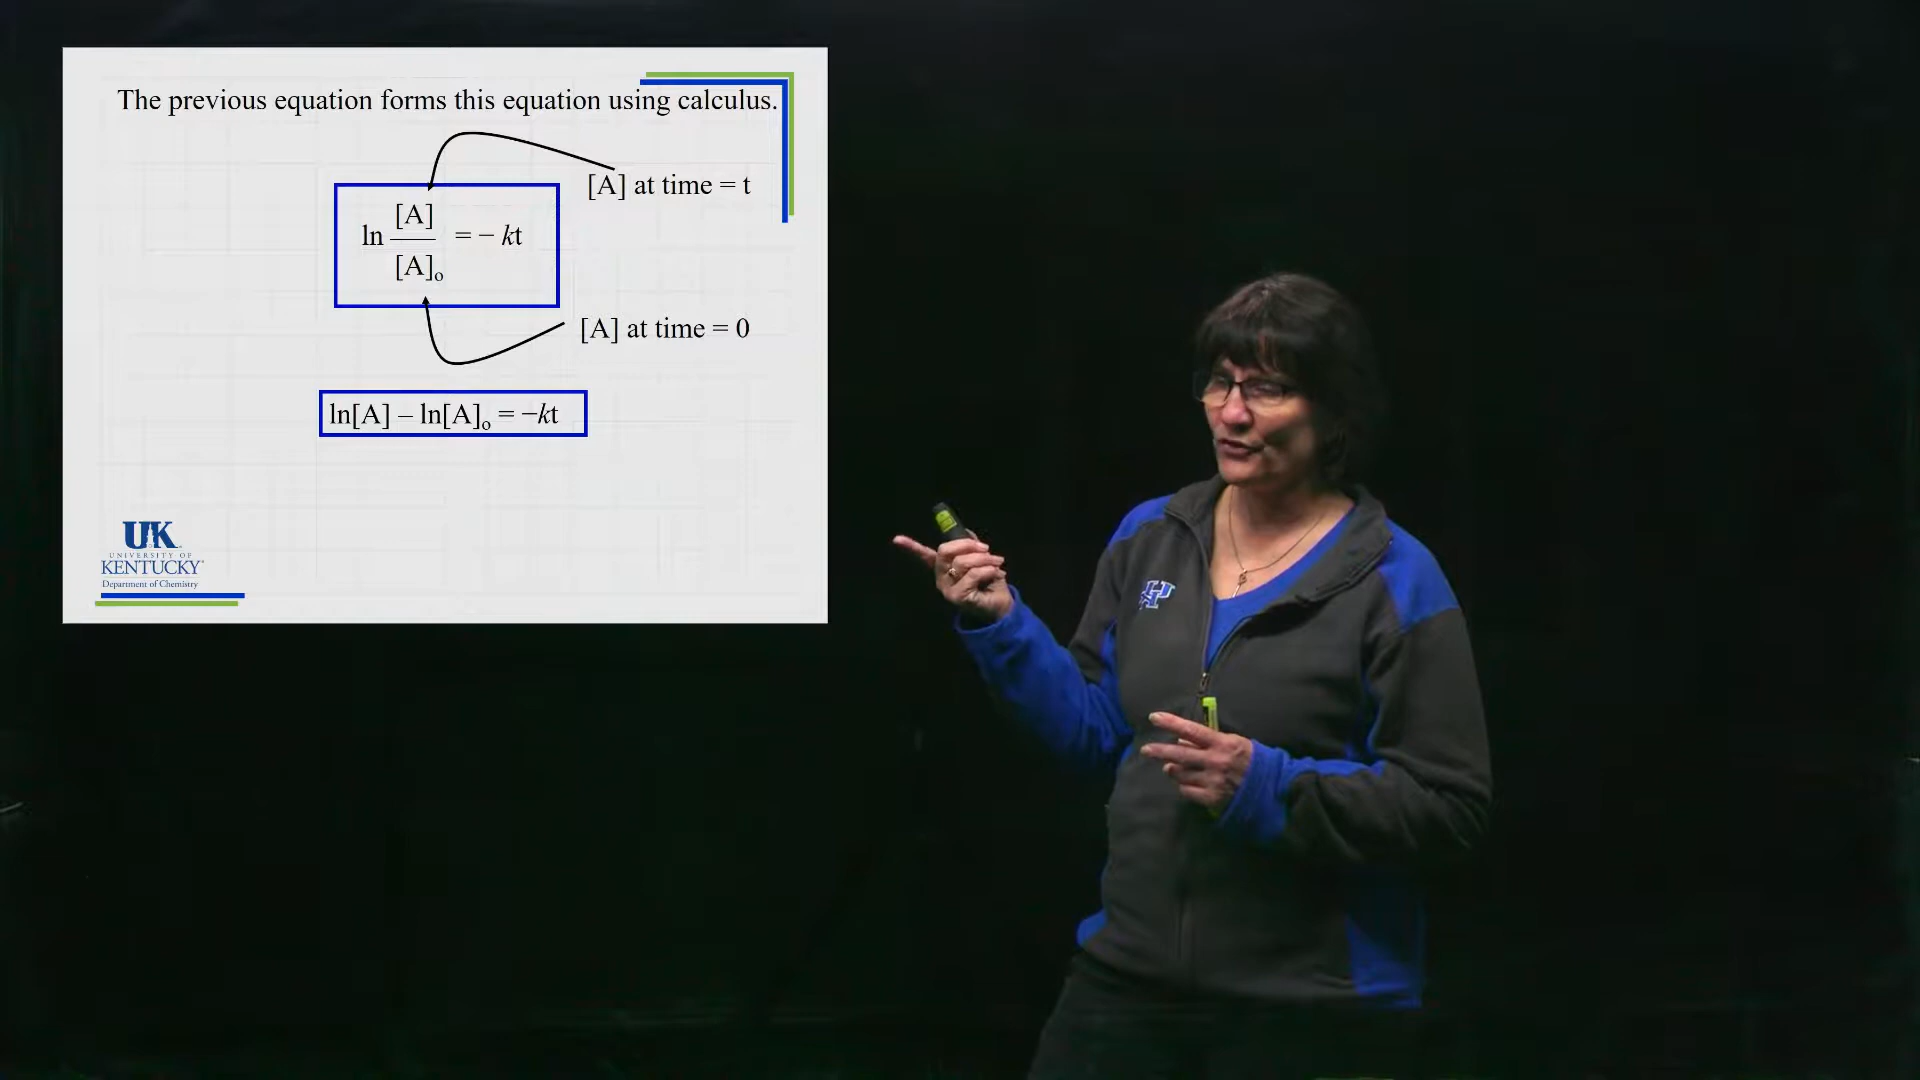 The previous equation forms this equation using calculus.
[A] at time = t
ln [A] / [A]ₒ = − kt
[A] at time = 0
ln[A] – ln[A]ₒ = −kt
UK
UNIVERSITY OF
KENTUCKY
Department of Chemistry
UK